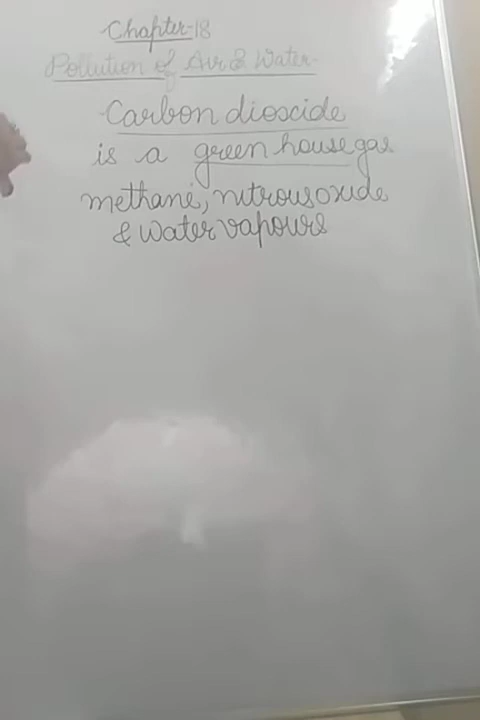 Chapter-18
Pollution of Air & Water-
Carbon dioxide
is a green house gas
methane, nitrous oxide
& water vapours